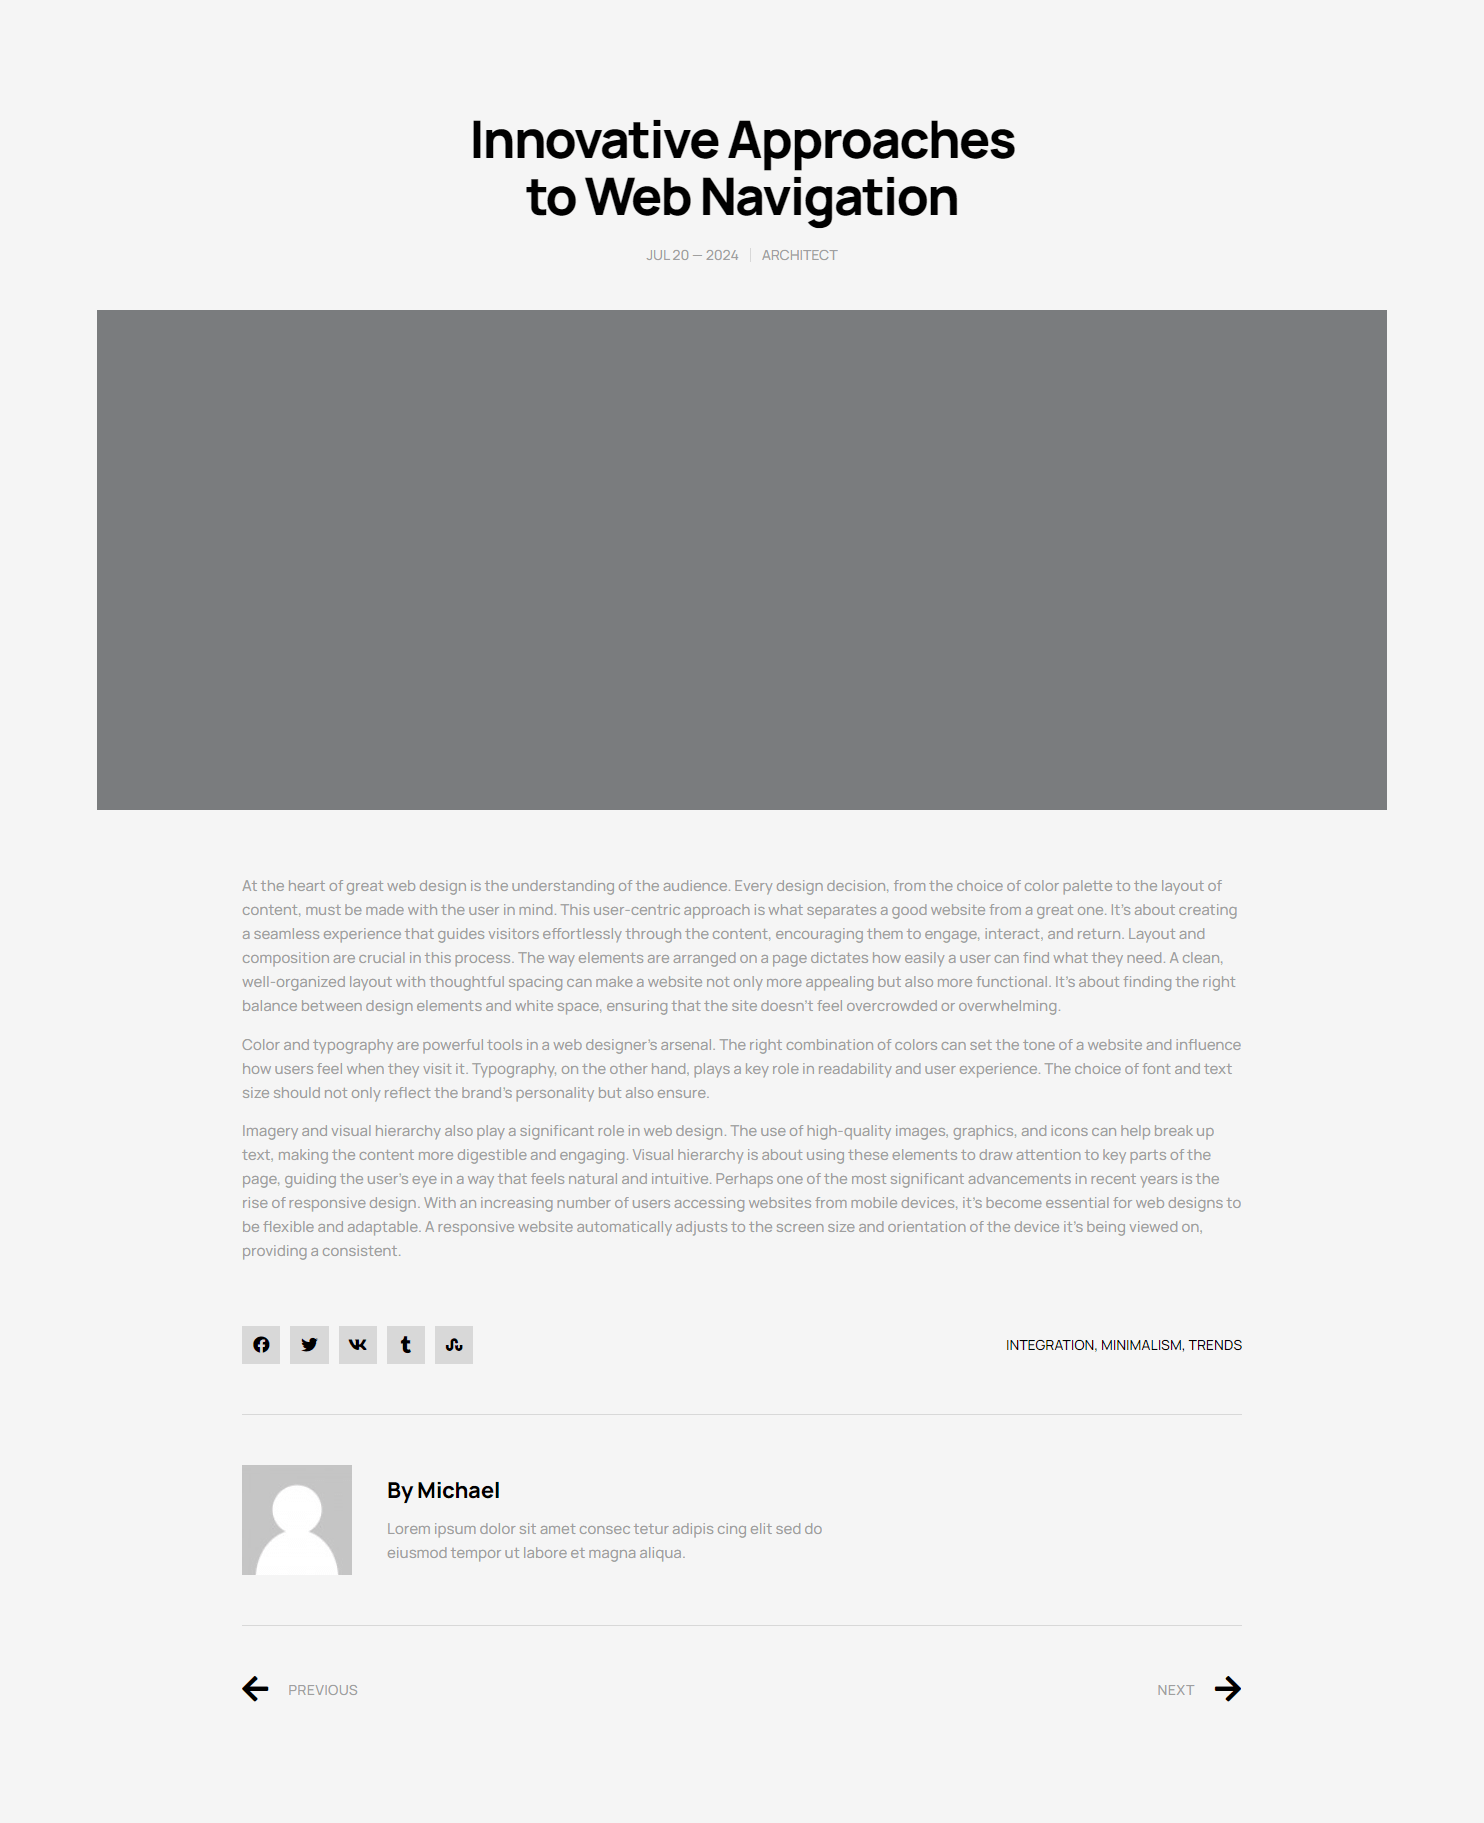 Innovative Approaches
to Web Navigation
JUL 20 — 2024 | ARCHITECT
At the heart of great web design is the understanding of the audience. Every design decision, from the choice of color palette to the layout of
content, must be made with the user in mind. This user-centric approach is what separates a good website from a great one. It’s about creating
a seamless experience that guides visitors effortlessly through the content, encouraging them to engage, interact, and return. Layout and
composition are crucial in this process. The way elements are arranged on a page dictates how easily a user can find what they need. A clean,
well-organized layout with thoughtful spacing can make a website not only more appealing but also more functional. It’s about finding the right
balance between design elements and white space, ensuring that the site doesn’t feel overcrowded or overwhelming.
Color and typography are powerful tools in a web designer’s arsenal. The right combination of colors can set the tone of a website and influence
how users feel when they visit it. Typography, on the other hand, plays a key role in readability and user experience. The choice of font and text
size should not only reflect the brand’s personality but also ensure.
Imagery and visual hierarchy also play a significant role in web design. The use of high-quality images, graphics, and icons can help break up
text, making the content more digestible and engaging. Visual hierarchy is about using these elements to draw attention to key parts of the
page, guiding the user’s eye in a way that feels natural and intuitive. Perhaps one of the most significant advancements in recent years is the
rise of responsive design. With an increasing number of users accessing websites from mobile devices, it’s become essential for web designs to
be flexible and adaptable. A responsive website automatically adjusts to the screen size and orientation of the device it’s being viewed on,
providing a consistent.
INTEGRATION, MINIMALISM, TRENDS
By Michael
Lorem ipsum dolor sit amet consec tetur adipis cing elit sed do
eiusmod tempor ut labore et magna aliqua.
PREVIOUS
NEXT